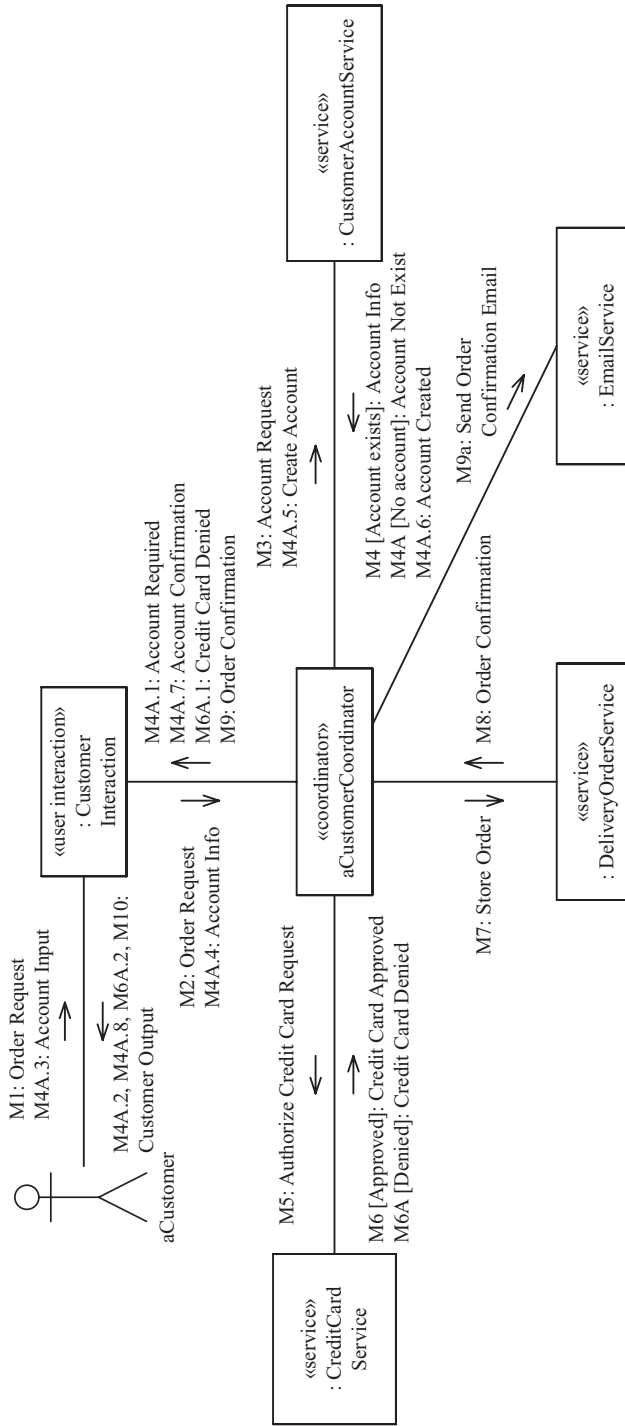 M1: Order Request
M4A.3: Account Input
M4A.2, M4A.8, M6A.2, M10:
Customer Output
aCustomer
«user interaction»
: Customer
Interaction
M4A.1: Account Required
M4A.7: Account Confirmation
M6A.1: Credit Card Denied
M9: Order Confirmation
M2: Order Request
M4A.4: Account Info
«service»
: CreditCard
Service
M5: Authorize Credit Card Request
M6 [Approved]: Credit Card Approved
M6A [Denied]: Credit Card Denied
«coordinator»
aCustomerCoordinator
M3: Account Request
M4A.5: Create Account
M4 [Account exists]: Account Info
M4A [No account]: Account Not Exist
M4A.6: Account Created
«service»
: CustomerAccountService
M7: Store Order
M8: Order Confirmation
M9a: Send Order
Confirmation Email
«service»
: DeliveryOrderService
«service»
: EmailService